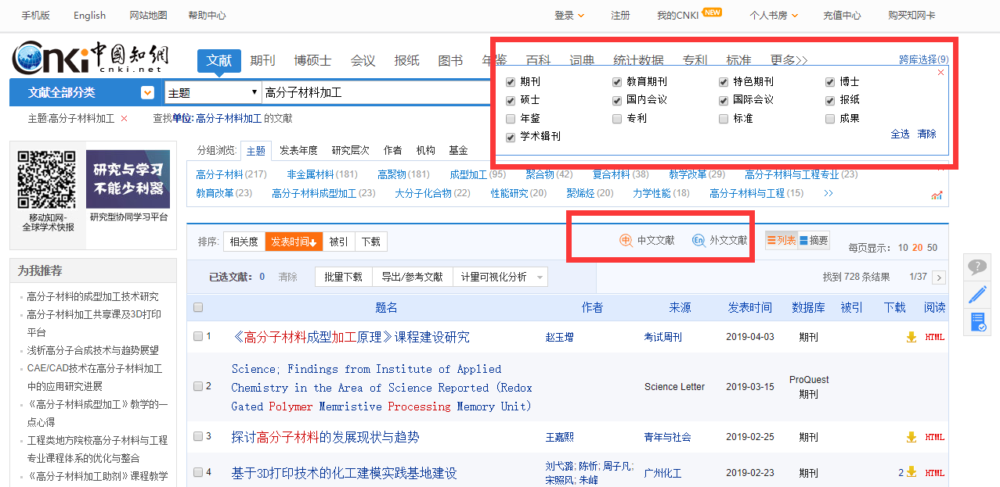 手机版 English 网站地图 帮助中心 登录 注册 我的CNKI NEW 个人书房 充值中心 购买知网卡
CNKI中国知网
cnki.net
文献 期刊 博硕士 会议 报纸 图书 年鉴 百科 词典 统计数据 专利 标准 更多>> 跨库选择(9)
文献全部分类 主题 高分子材料加工
主题:高分子材料加工 × 查找单位: 高分子材料加工 的文献
期刊 教育期刊 特色期刊 博士
硕士 国内会议 国际会议 报纸
年鉴 专利 标准 成果
学术辑刊
全选 清除
移动知网-
全球学术快报
研究与学习
不能少利器
研究型协同学习平台
分组浏览: 主题 发表年度 研究层次 作者 机构 基金
高分子材料(217) 非金属材料(181) 高聚物(181) 成型加工(95) 聚合物(42) 复合材料(38) 教学改革(29) 高分子材料与工程专业(23)
教育改革(23) 高分子材料成型加工(23) 大分子化合物(22) 性能研究(20) 聚烯烃(20) 力学性能(18) 高分子材料与工程(15) >>
排序: 相关度 发表时间 被引 下载 中 中文文献 En 外文文献 列表 摘要 每页显示: 10 20 50
已选文献: 0 清除 批量下载 导出/参考文献 计量可视化分析 找到 728 条结果 1/37 >
题名 作者 来源 发表时间 数据库 被引 下载 阅读
1 《高分子材料成型加工原理》课程建设研究 赵玉增 考试周刊 2019-04-03 期刊 HTML
2 Science; Findings from Institute of Applied
Chemistry in the Area of Science Reported (Redox
Gated Polymer Memristive Processing Memory Unit)
Science Letter 2019-03-15 ProQuest
期刊
3 探讨高分子材料的发展现状与趋势 王嘉熙 青年与社会 2019-02-25 期刊 HTML
4 基于3D打印技术的化工建模实践基地建设 刘弋潞; 陈忻; 周子凡;
宋照风; 朱峰
广州化工 2019-02-23 期刊 2 HTML
为我推荐
高分子材料的成型加工技术研究
高分子材料加工共享课及3D打印
平台
浅析高分子合成技术与趋势展望
CAE/CAD技术在高分子材料加工
中的应用研究进展
《高分子材料成型加工》教学的一
点心得
工程类地方院校高分子材料与工程
专业课程体系的优化与整合
《高分子材料加工助剂》课程教学